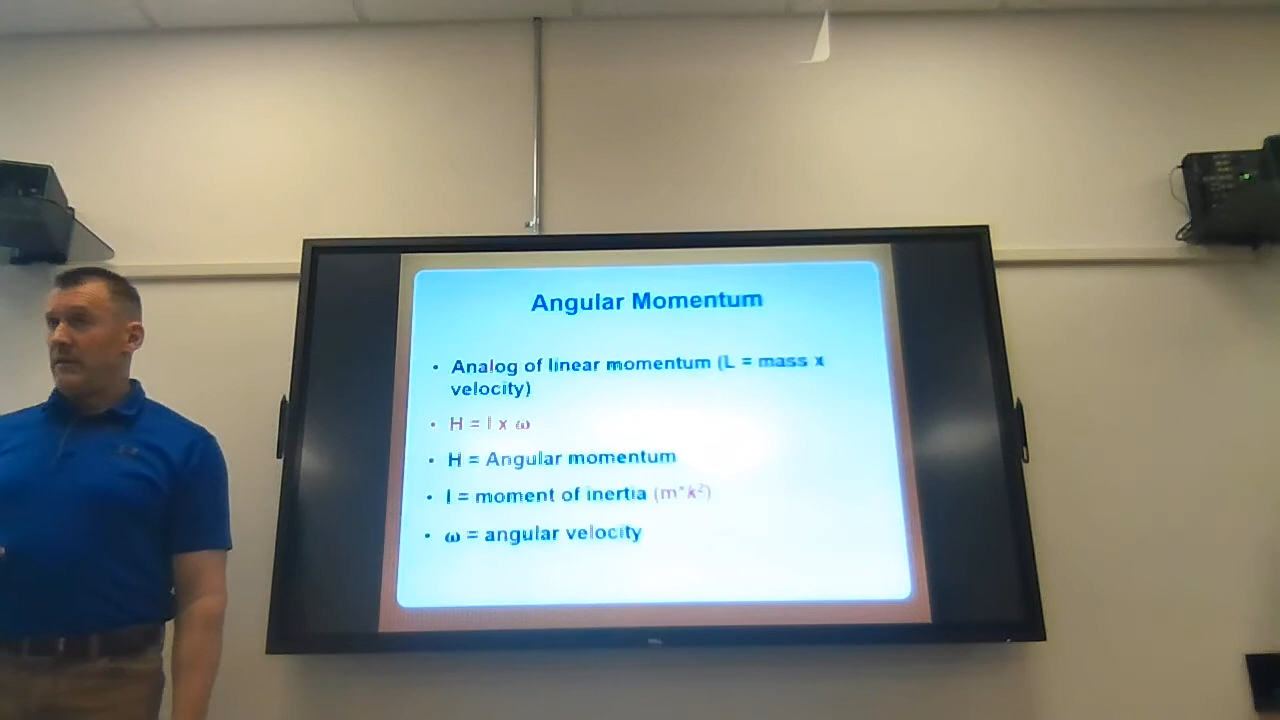 Angular Momentum
• Analog of linear momentum (L = mass x
velocity)
• H = I x ω
• H = Angular momentum
• I = moment of inertia (m*k²)
• ω = angular velocity